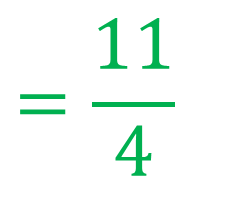 = 11/4